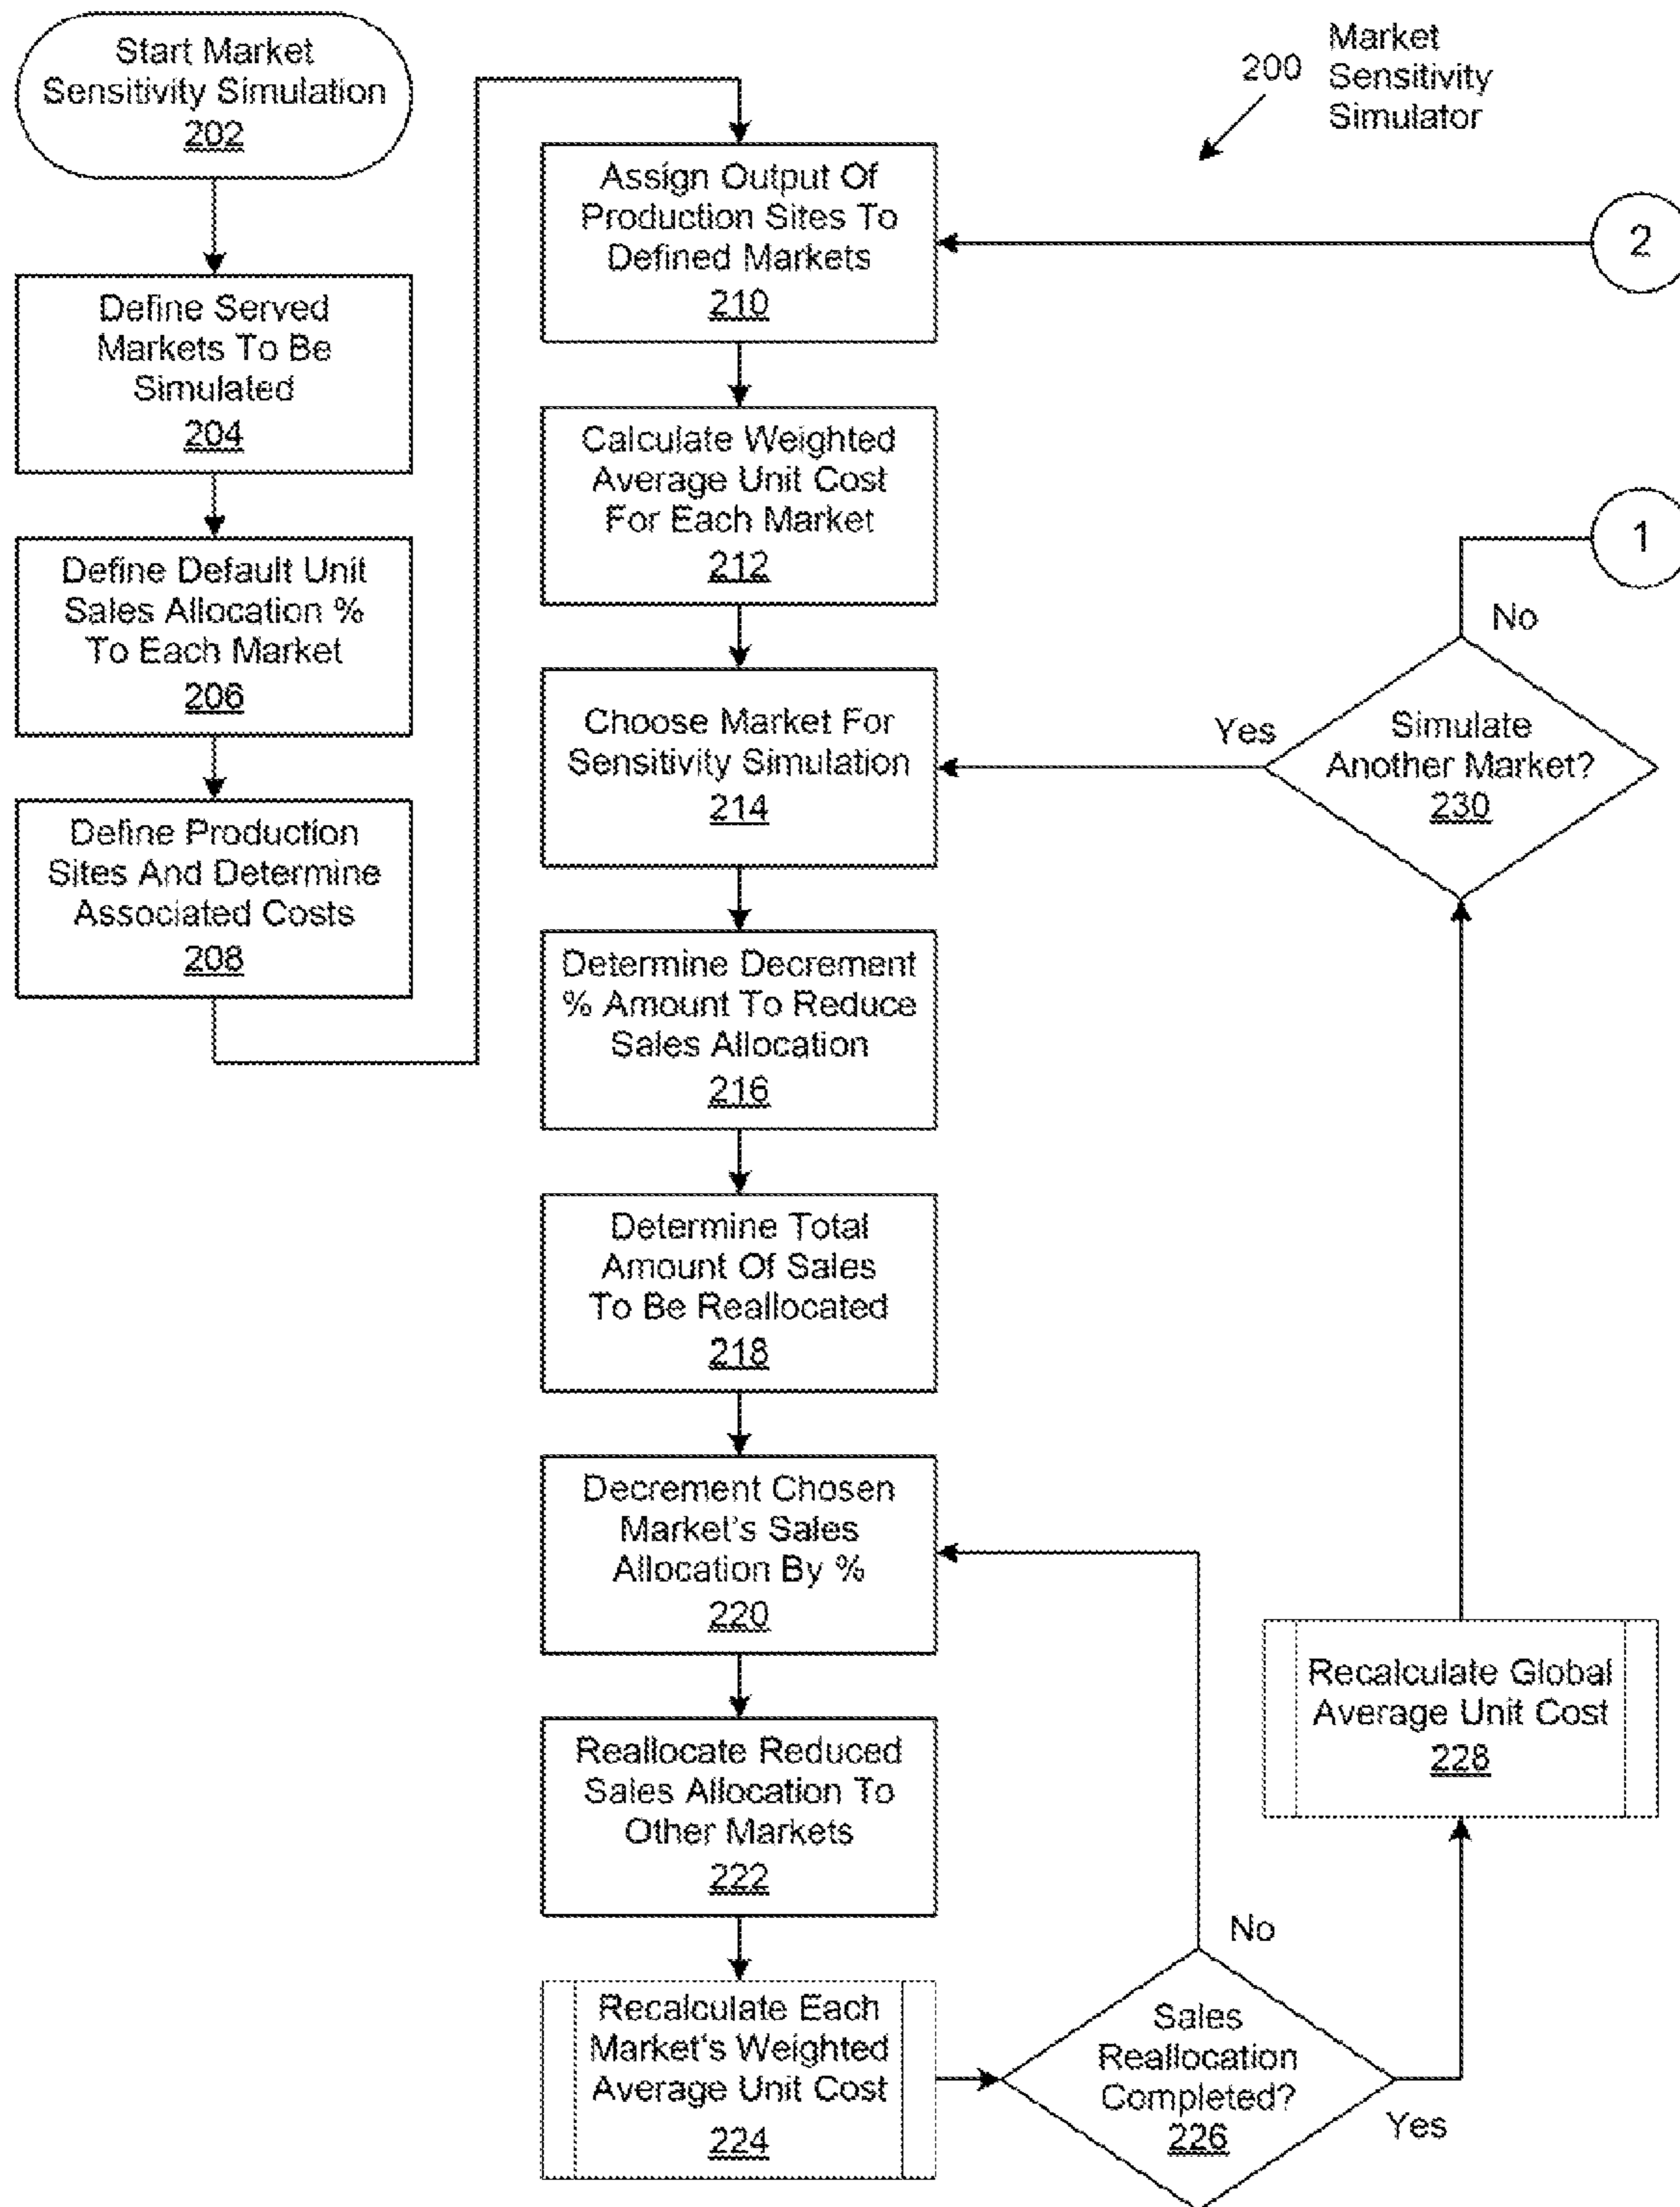 Start Market
Sensitivity Simulation
202
Define Served
Markets To Be
Simulated
204
Define Default Unit
Sales Allocation %
To Each Market
206
Define Production
Sites And Determine
Associated Costs
208
Assign Output Of
Production Sites To
Defined Markets
210
Calculate Weighted
Average Unit Cost
For Each Market
212
Choose Market For
Sensitivity Simulation
214
Determine Decrement
% Amount To Reduce
Sales Allocation
216
Determine Total
Amount Of Sales
To Be Reallocated
218
Decrement Chosen
Market's Sales
Allocation By %
220
Reallocate Reduced
Sales Allocation To
Other Markets
222
Recalculate Each
Market's Weighted
Average Unit Cost
224
Sales
Reallocation
Completed?
226
No
Yes
Recalculate Global
Average Unit Cost
228
Simulate
Another Market?
230
Yes
No
1
2
200
Market
Sensitivity
Simulator